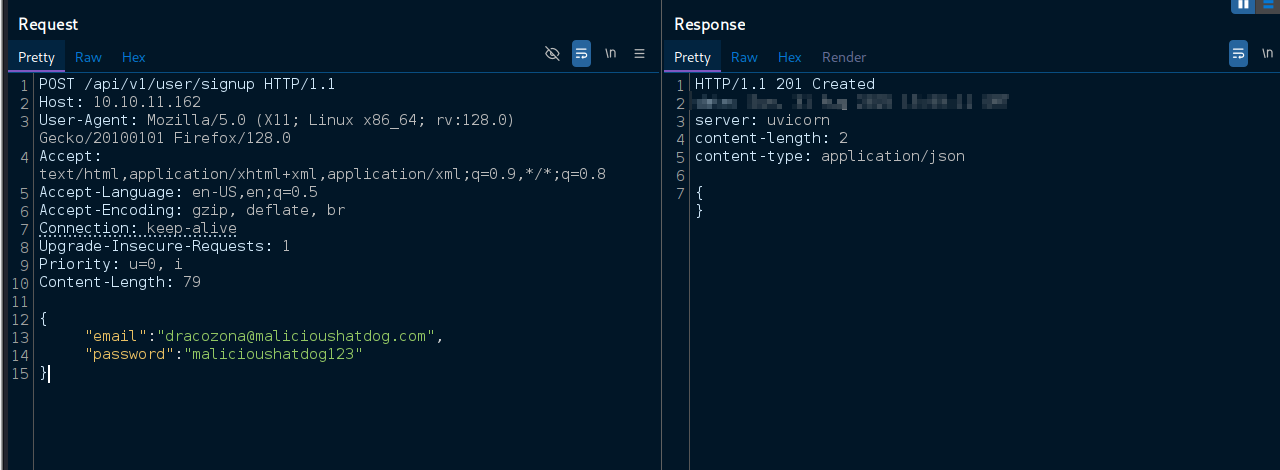 Request
Pretty Raw Hex \n
1 POST /api/v1/user/signup HTTP/1.1
2 Host: 10.10.11.162
3 User-Agent: Mozilla/5.0 (X11; Linux x86_64; rv:128.0)
Gecko/20100101 Firefox/128.0
4 Accept:
text/html,application/xhtml+xml,application/xml;q=0.9,*/*;q=0.8
5 Accept-Language: en-US,en;q=0.5
6 Accept-Encoding: gzip, deflate, br
7 Connection: keep-alive
8 Upgrade-Insecure-Requests: 1
9 Priority: u=0, i
10 Content-Length: 79
11
12 {
13 "email":"dracozona@malicioushatdog.com",
14 "password":"malicioushatdog123"
15 }
Response
Pretty Raw Hex Render \n
1 HTTP/1.1 201 Created
2
3 server: uvicorn
4 content-length: 2
5 content-type: application/json
6
7 {
}